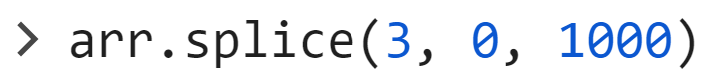 > arr.splice(3, 0, 1000)